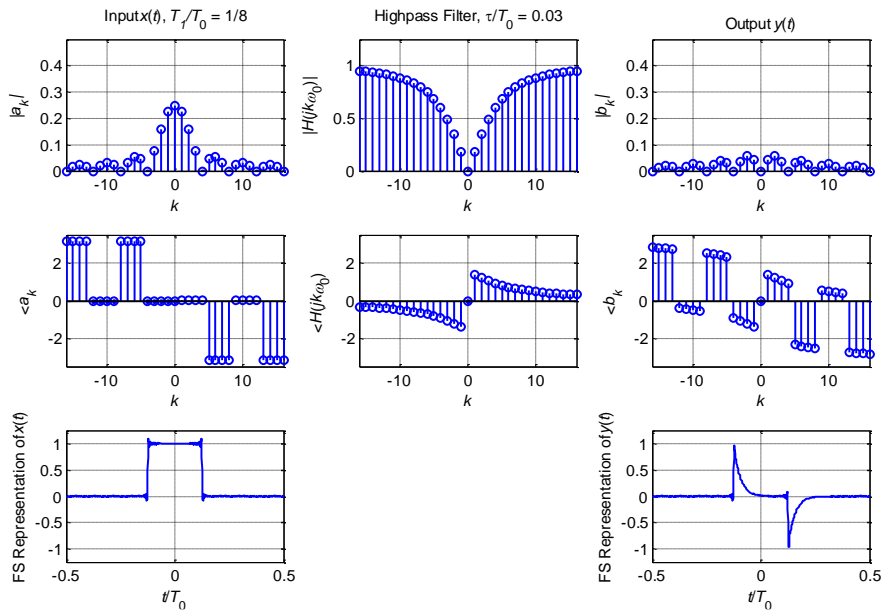 Input x(t), T1/T0 = 1/8
Highpass Filter, τ/T0 = 0.03
Output y(t)
|ak|
0.5
0.4
0.3
0.2
0.1
0
-10 0 10
k
|H(jkω0)|
1
0.5
0
-10 0 10
k
|bk|
0.5
0.4
0.3
0.2
0.1
0
-10 0 10
k
<ak
2
0
-2
-10 0 10
k
<H(jkω0)
2
0
-2
-10 0 10
k
<bk
2
0
-2
-10 0 10
k
FS Representation of x(t)
1
0.5
0
-0.5
-1
-0.5 0 0.5
t/T0
FS Representation of y(t)
1
0.5
0
-0.5
-1
-0.5 0 0.5
t/T0